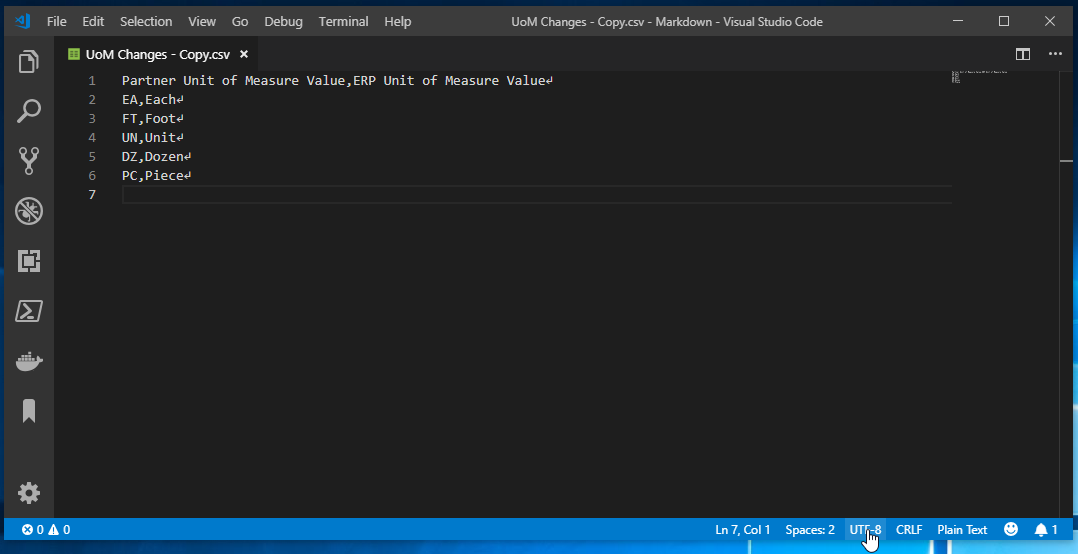 File Edit Selection View Go Debug Terminal Help UoM Changes - Copy.csv - Markdown - Visual Studio Code
UoM Changes - Copy.csv
1 Partner Unit of Measure Value,ERP Unit of Measure Value↵
2 EA,Each↵
3 FT,Foot↵
4 UN,Unit↵
5 DZ,Dozen↵
6 PC,Piece↵
7
0 0 Ln 7, Col 1 Spaces: 2 UTF-8 CRLF Plain Text 1